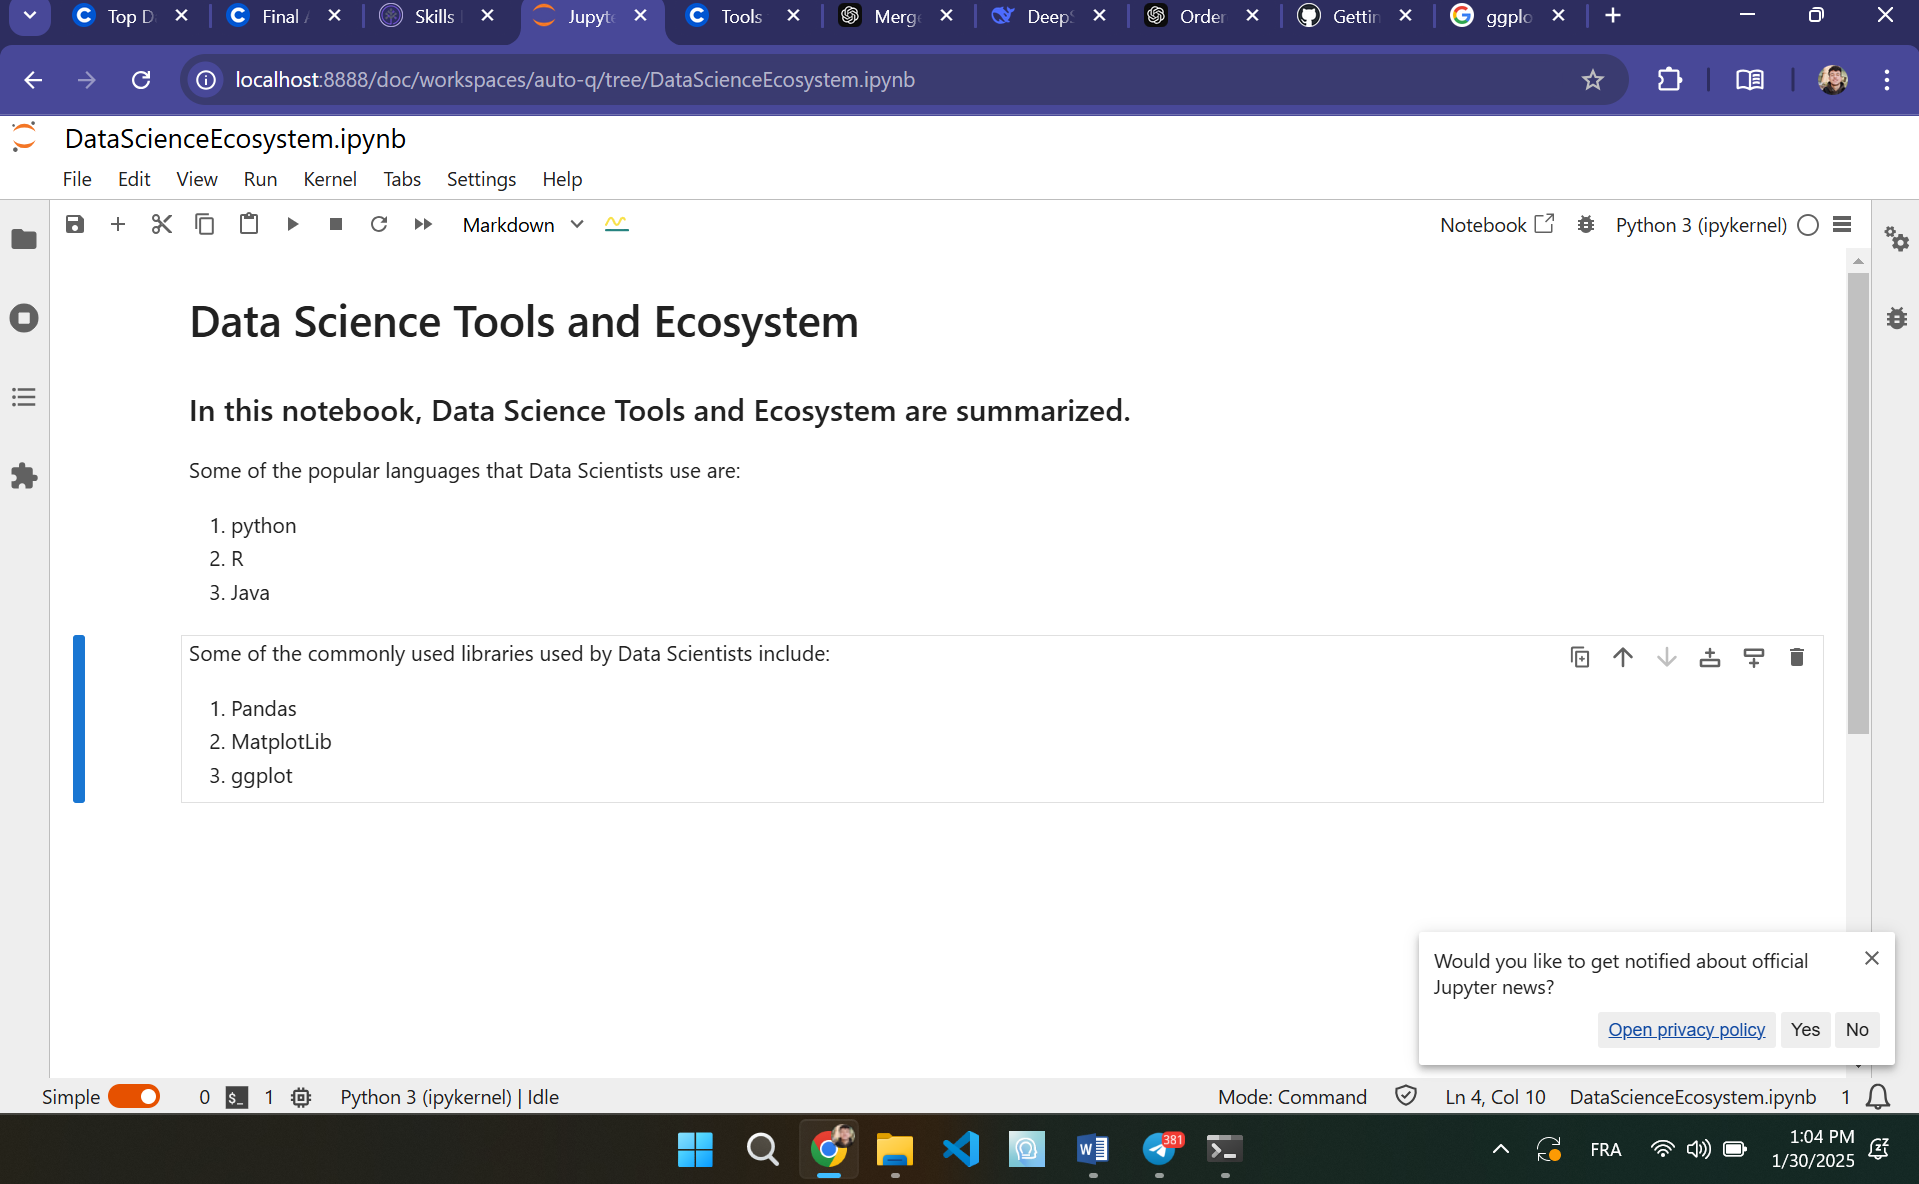 Top D
Final A
Skills
Jupyte
Tools
Merge
DeepS
Order
Gettin
ggplo
localhost:8888/doc/workspaces/auto-q/tree/DataScienceEcosystem.ipynb
DataScienceEcosystem.ipynb
File Edit View Run Kernel Tabs Settings Help
Markdown
Notebook
Python 3 (ipykernel)
Data Science Tools and Ecosystem
In this notebook, Data Science Tools and Ecosystem are summarized.
Some of the popular languages that Data Scientists use are:
1. python
2. R
3. Java
Some of the commonly used libraries used by Data Scientists include:
1. Pandas
2. MatplotLib
3. ggplot
Would you like to get notified about official
Jupyter news?
Open privacy policy Yes No
Simple 0 $_ 1 Python 3 (ipykernel) | Idle Mode: Command Ln 4, Col 10 DataScienceEcosystem.ipynb 1
381
FRA
1:04 PM
1/30/2025